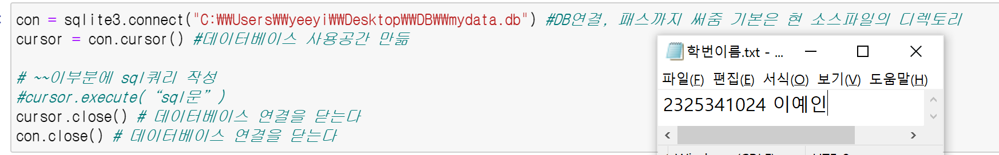 con = sqlite3.connect("C:₩₩Users₩₩yeeyi₩₩Desktop₩₩DB₩₩mydata.db") #DB연결, 패스까지 써줌 기본은 현 소스파일의 디렉토리
cursor = con.cursor() #데이터베이스 사용공간 만듦
# ~~이부분에 sql쿼리 작성
#cursor.execute( “sql문” )
cursor.close() # 데이터베이스 연결을 닫는다
con.close() # 데이터베이스 연결을 닫는다
학번이름.txt - ...
파일(F) 편집(E) 서식(O) 보기(V) 도움말(H)
2325341024 이예인